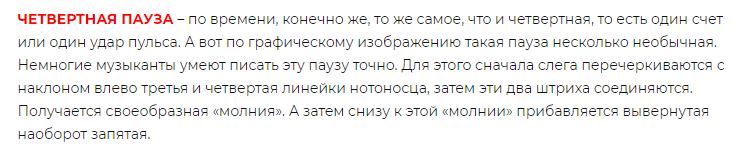 ЧЕТВЕРТНАЯ ПАУЗА – по времени, конечно же, то же самое, что и четвертная, то есть один счет
или один удар пульса. А вот по графическому изображению такая пауза несколько необычная.
Немногие музыканты умеют писать эту паузу точно. Для этого сначала слега перечеркиваются с
наклоном влево третья и четвертая линейки нотоносца, затем эти два штриха соединяются.
Получается своеобразная «молния». А затем снизу к этой «молнии» прибавляется вывернутая
наоборот запятая.